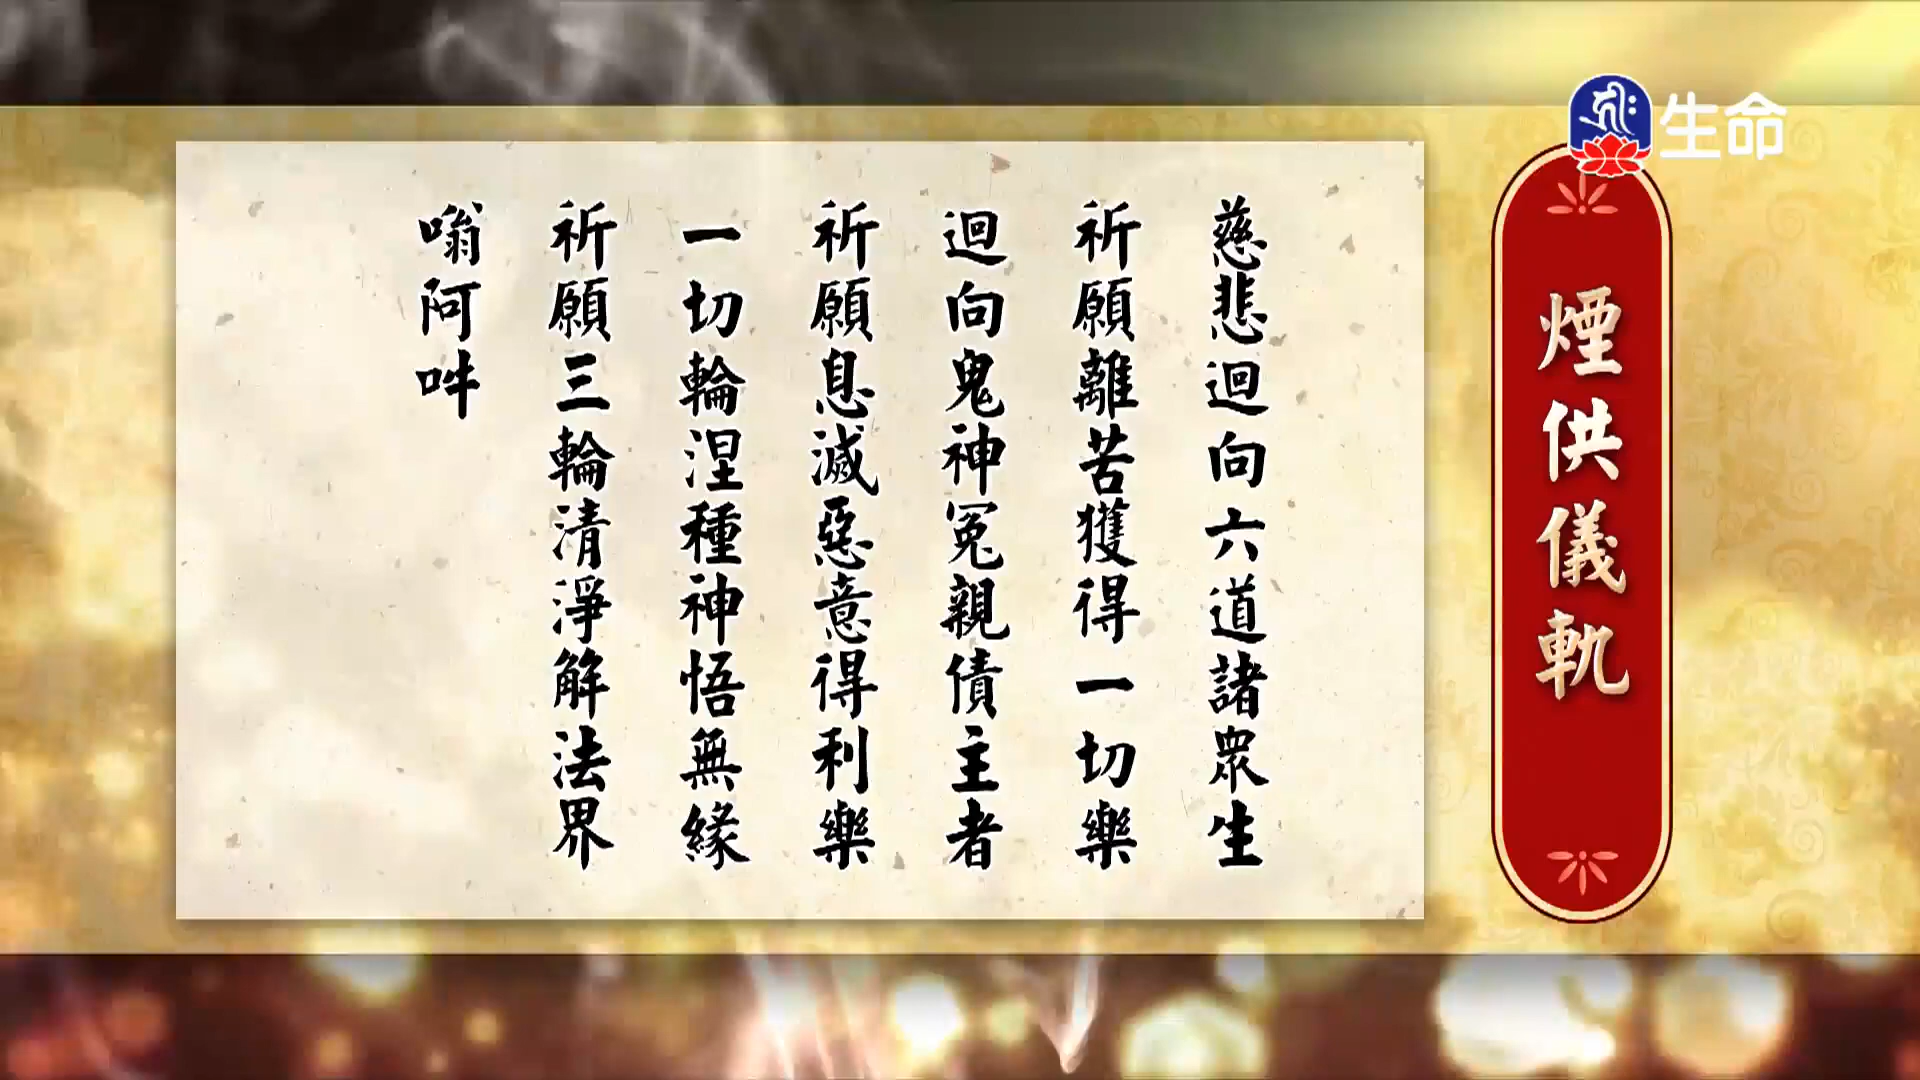 生命
煙供儀軌
慈悲迴向六道諸眾生
祈願離苦獲得一切樂
迴向鬼神冤親債主者
祈願息滅惡意得利樂
一切輪涅種神悟無緣
祈願三輪清淨解法界
嗡阿吽